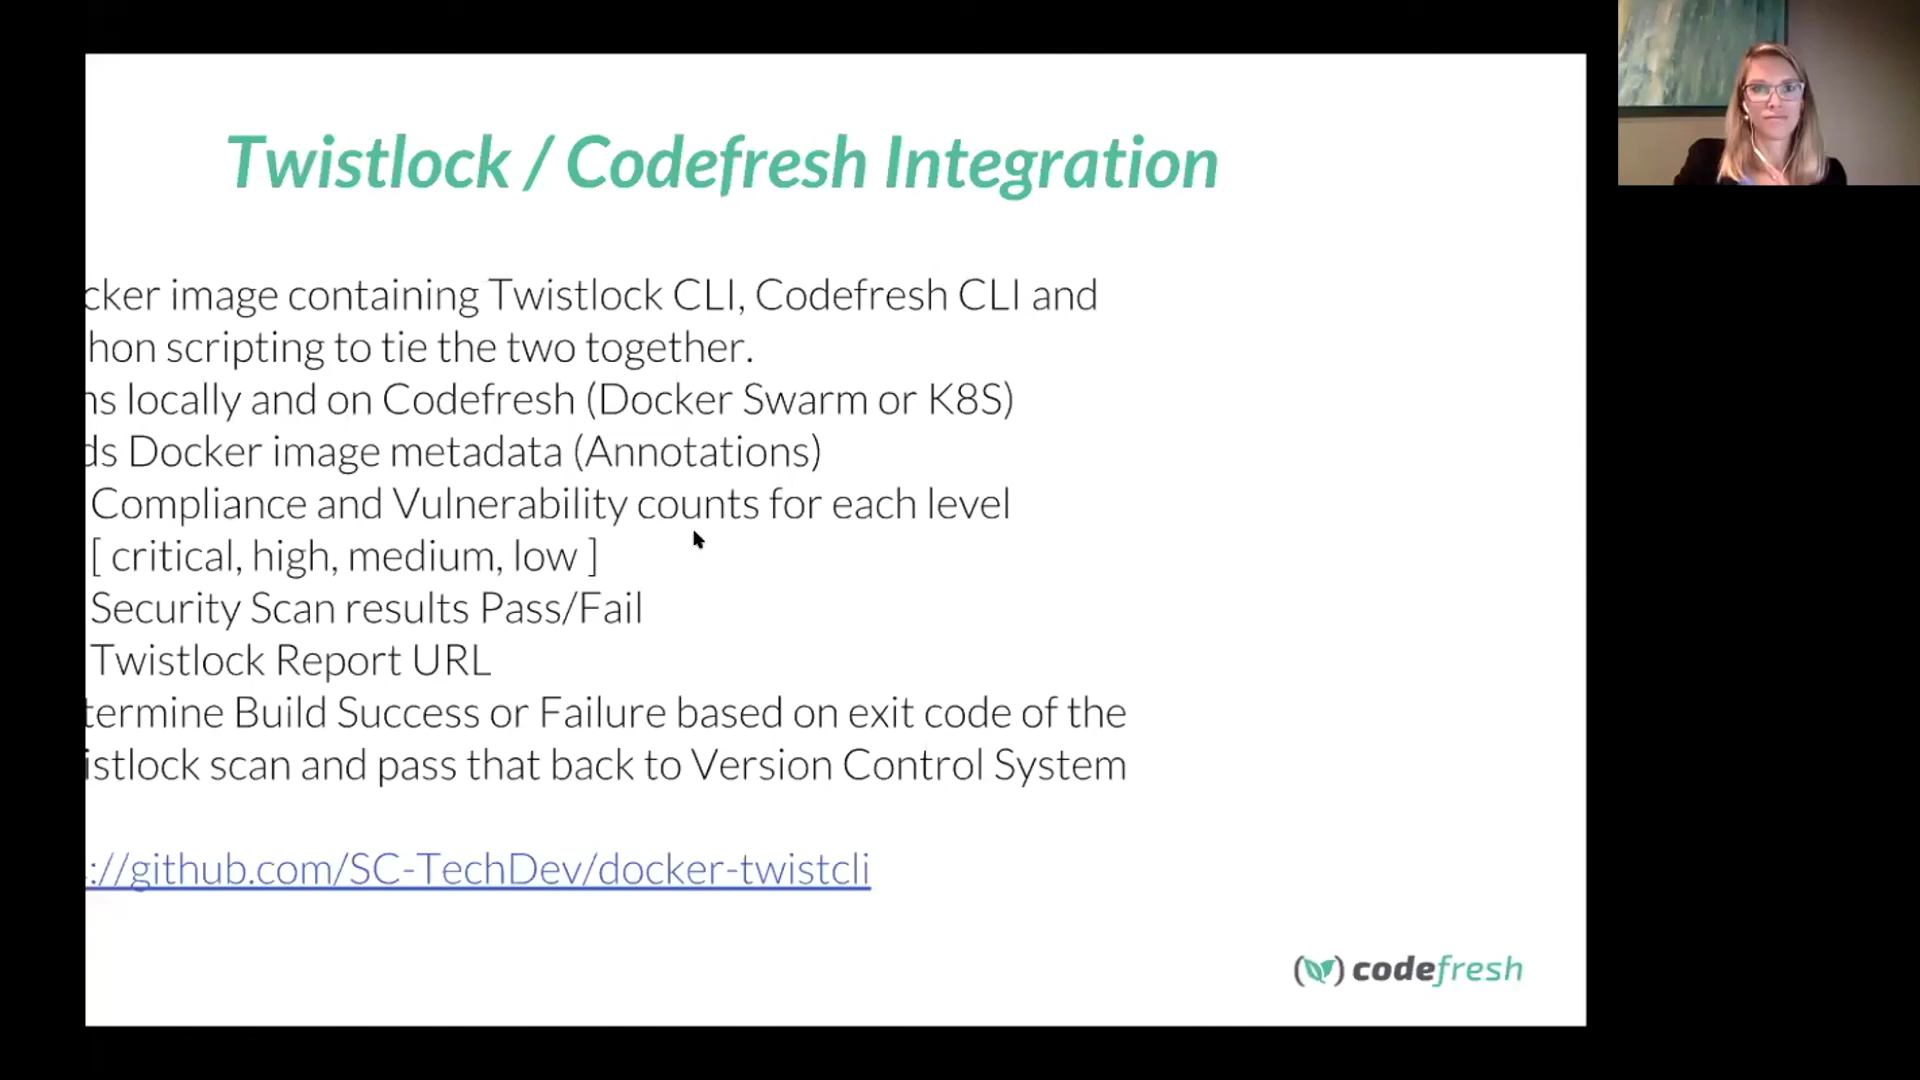 Twistlock / Codefresh Integration
cker image containing Twistlock CLI, Codefresh CLI and
hon scripting to tie the two together.
ns locally and on Codefresh (Docker Swarm or K8S)
ds Docker image metadata (Annotations)
Compliance and Vulnerability counts for each level
[ critical, high, medium, low ]
Security Scan results Pass/Fail
Twistlock Report URL
termine Build Success or Failure based on exit code of the
istlock scan and pass that back to Version Control System
://github.com/SC-TechDev/docker-twistcli
codefresh